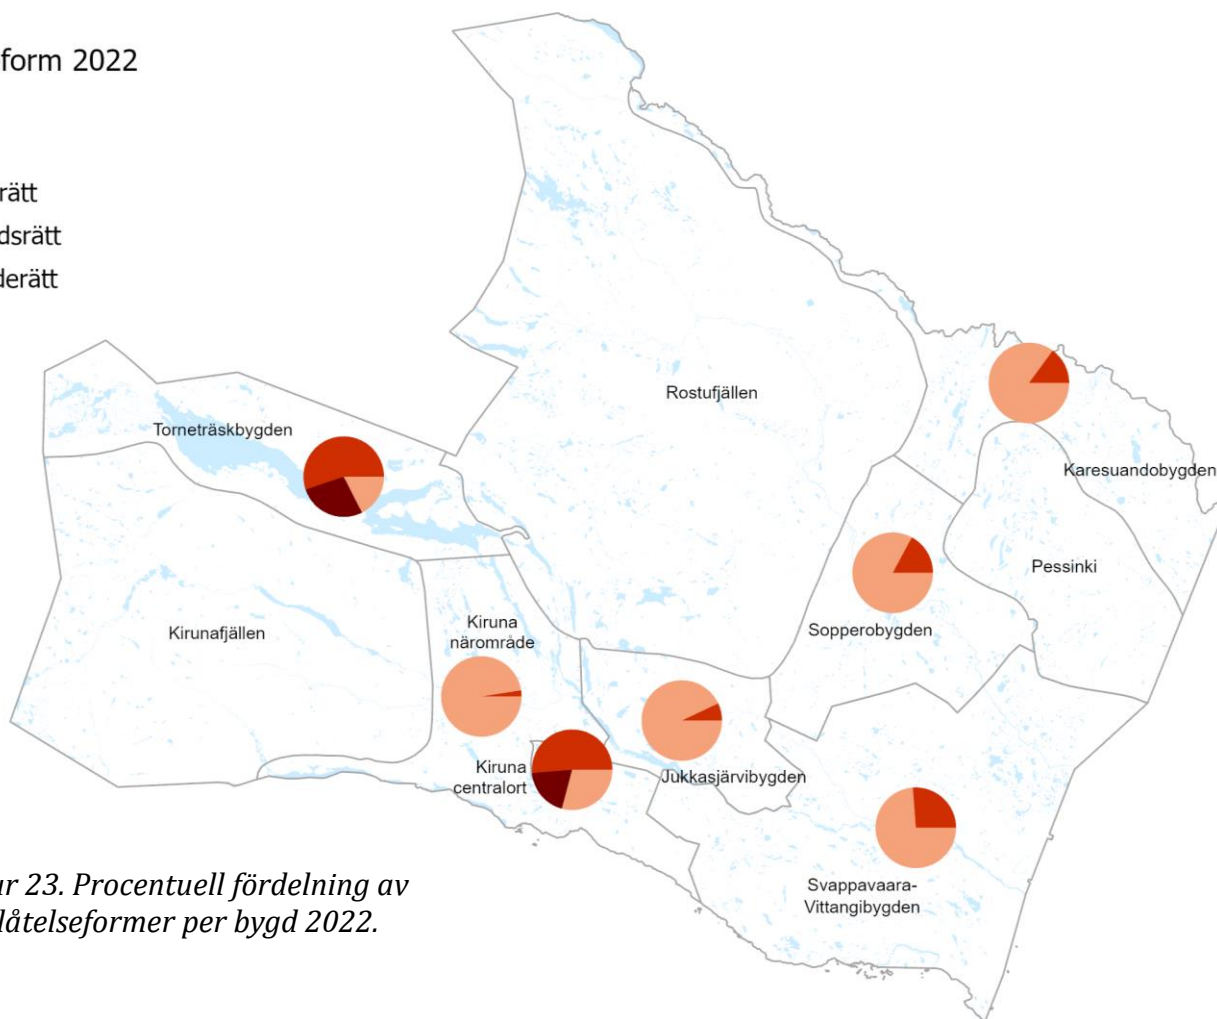 form 2022
rätt
dsrätt
derätt
Rostufjällen
Torneträskbygden
Karesuandobygden
Pessinki
Kirunafjällen
Kiruna
närområde
Sopperobygden
Kiruna
centralort
Jukkasjärvibygden
Svappavaara-
Vittangibygden
ur 23. Procentuell fördelning av
låtelseformer per bygd 2022.